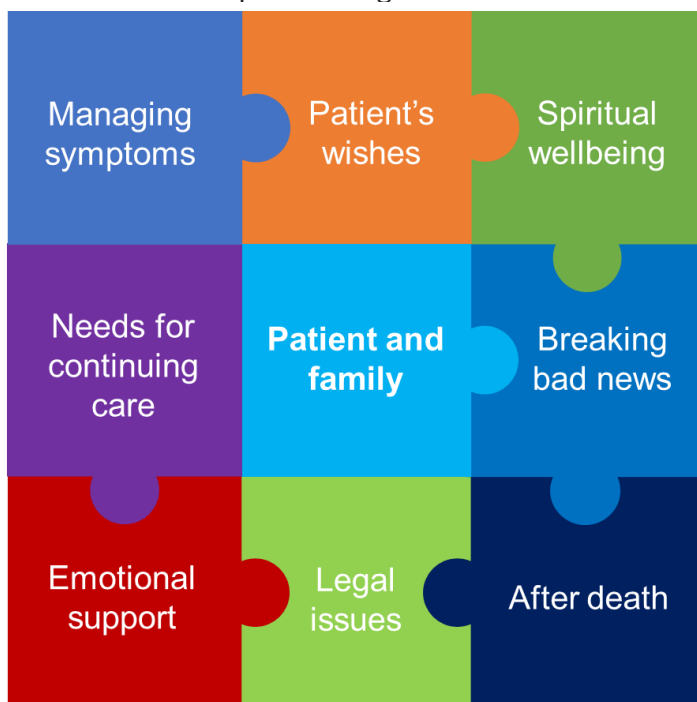 Managing
symptoms
Patient's
wishes
Spiritual
wellbeing
Needs for
continuing
care
Patient and
family
Breaking
bad news
Emotional
support
Legal
issues
After death